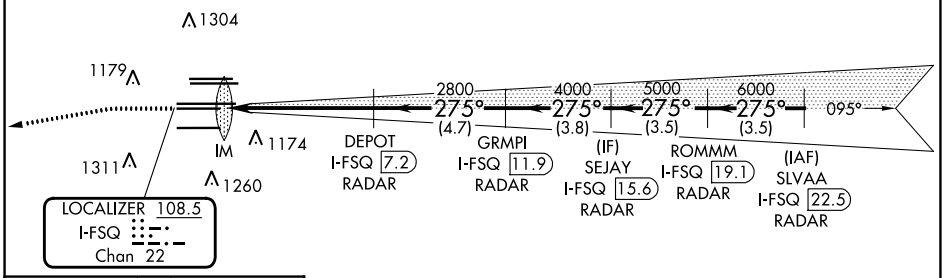 1304
1179
2800
4000
5000
6000
275°
275°
275°
275°
095°
(4.7)
(3.8)
(3.5)
(3.5)
1174
IM
1311
1260
DEPOT
I-FSQ 7.2
RADAR
GRMPI
I-FSQ 11.9
RADAR
(IF)
SEJAY
I-FSQ 15.6
RADAR
ROMMM
I-FSQ 19.1
RADAR
(IAF)
SLVAA
I-FSQ 22.5
RADAR
LOCALIZER 108.5
I-FSQ
Chan 22